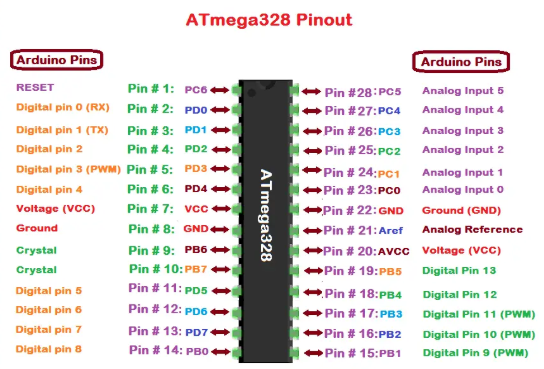 ATmega328 Pinout
Arduino Pins Arduino Pins
RESET Pin # 1: PC6 Pin #28: PC5 Analog Input 5
Digital pin 0 (RX) Pin # 2: PD0 Pin #27: PC4 Analog Input 4
Digital pin 1 (TX) Pin # 3: PD1 Pin # 26: PC3 Analog Input 3
Digital pin 2 Pin # 4: PD2 Pin # 25: PC2 Analog Input 2
Digital pin 3 (PWM) Pin # 5: PD3 Pin # 24: PC1 Analog Input 1
Digital pin 4 Pin # 6: PD4 Pin # 23: PC0 Analog Input 0
Voltage (VCC) Pin # 7: VCC Pin # 22: GND Ground (GND)
Ground Pin # 8: GND Pin # 21: Aref Analog Reference
Crystal Pin # 9: PB6 Pin # 20: AVCC Voltage (VCC)
Crystal Pin # 10: PB7 Pin # 19: PB5 Digital Pin 13
Digital pin 5 Pin # 11: PD5 Pin # 18: PB4 Digital Pin 12
Digital pin 6 Pin # 12: PD6 Pin # 17: PB3 Digital Pin 11 (PWM)
Digital pin 7 Pin # 13: PD7 Pin # 16: PB2 Digital Pin 10 (PWM)
Digital pin 8 Pin # 14: PB0 Pin # 15: PB1 Digital Pin 9 (PWM)
ATmega328